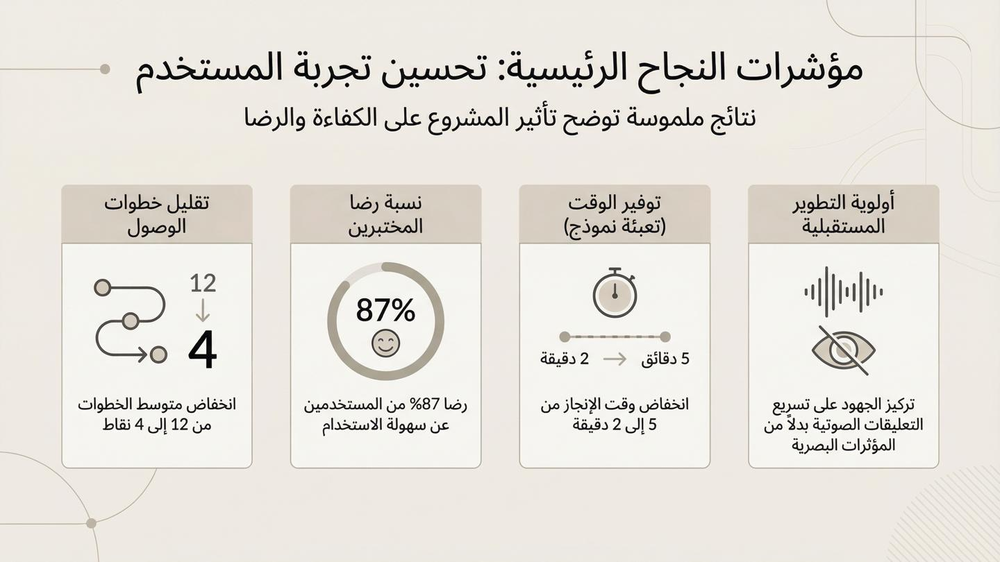 مؤشرات النجاح الرئيسية: تحسين تجربة المستخدم
نتائج ملموسة توضح تأثير المشروع على الكفاءة والرضا
أولوية التطوير
المستقبلية
تركيز الجهود على تسريع
التعليقات الصوتية بدلاً من
المؤثرات البصرية
توفير الوقت
(تعبئة نموذج)
5 دقائق
2 دقيقة
انخفاض وقت الإنجاز من
5 إلى 2 دقيقة
نسبة رضا
المختبرين
87%
رضا 87% من المستخدمين
عن سهولة الاستخدام
تقليل خطوات
الوصول
12
4
انخفاض متوسط الخطوات
من 12 إلى 4 نقاط